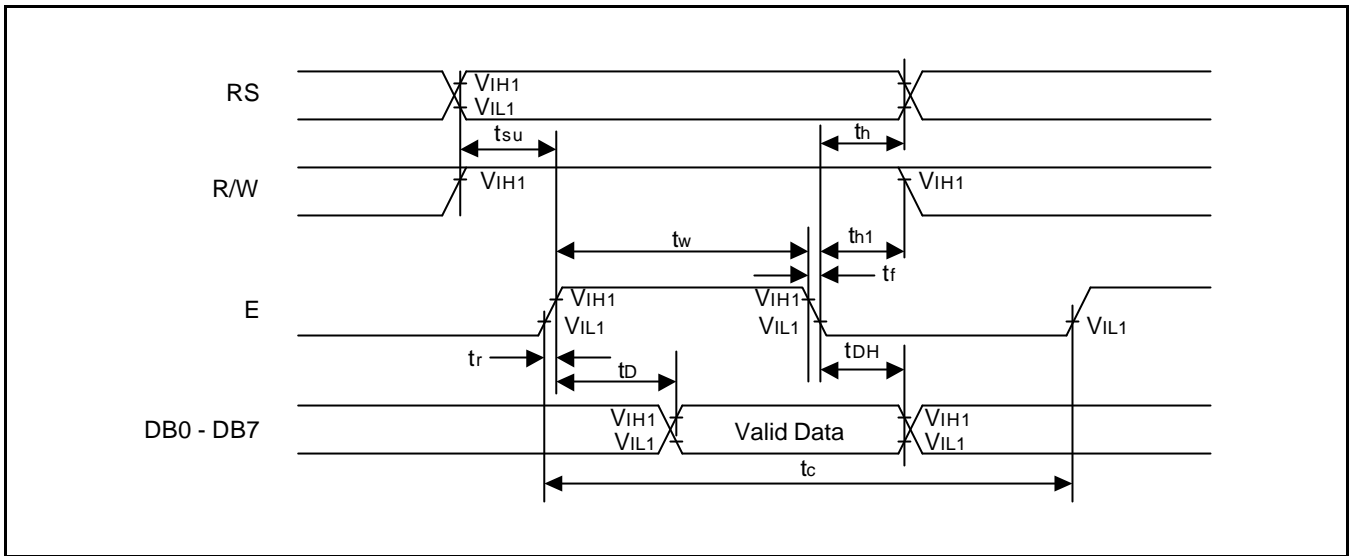 RS
VIH1
VIL1
tsu
th
R/W
VIH1
VIH1
tw
th1
tf
E
VIH1
VIH1
VIL1
VIL1
VIL1
tr
tD
tDH
DB0 - DB7
VIH1
VIL1
Valid Data
VIH1
VIL1
tc